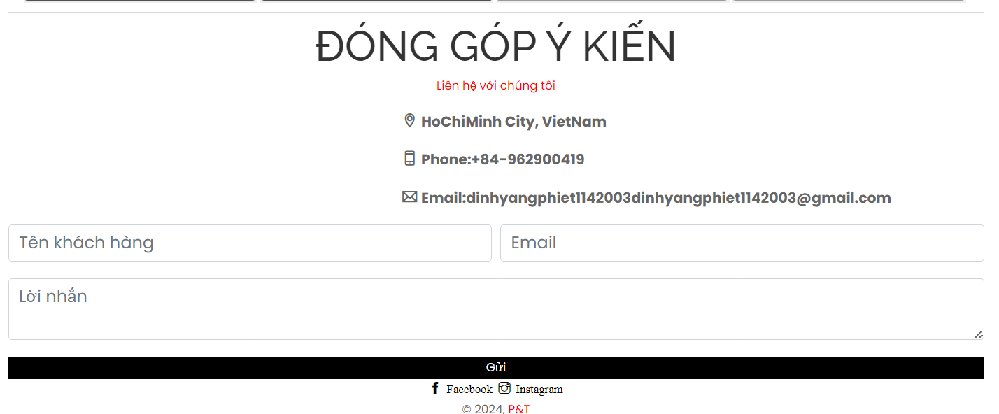 ĐÓNG GÓP Ý KIẾN
Liên hệ với chúng tôi
HoChiMinh City, VietNam
Phone:+84-962900419
Email:dinhyangphiet1142003dinhyangphiet1142003@gmail.com
Tên khách hàng Email
Lời nhắn
Gửi
Facebook Instagram
© 2024, P&T